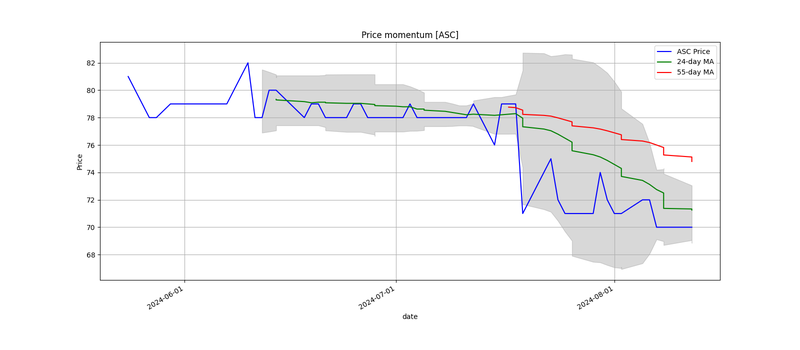 Price momentum [ASC]
ASC Price
24-day MA
55-day MA
82
80
78
76
74
72
70
68
Price
2024-06-01
2024-07-01
2024-08-01
date